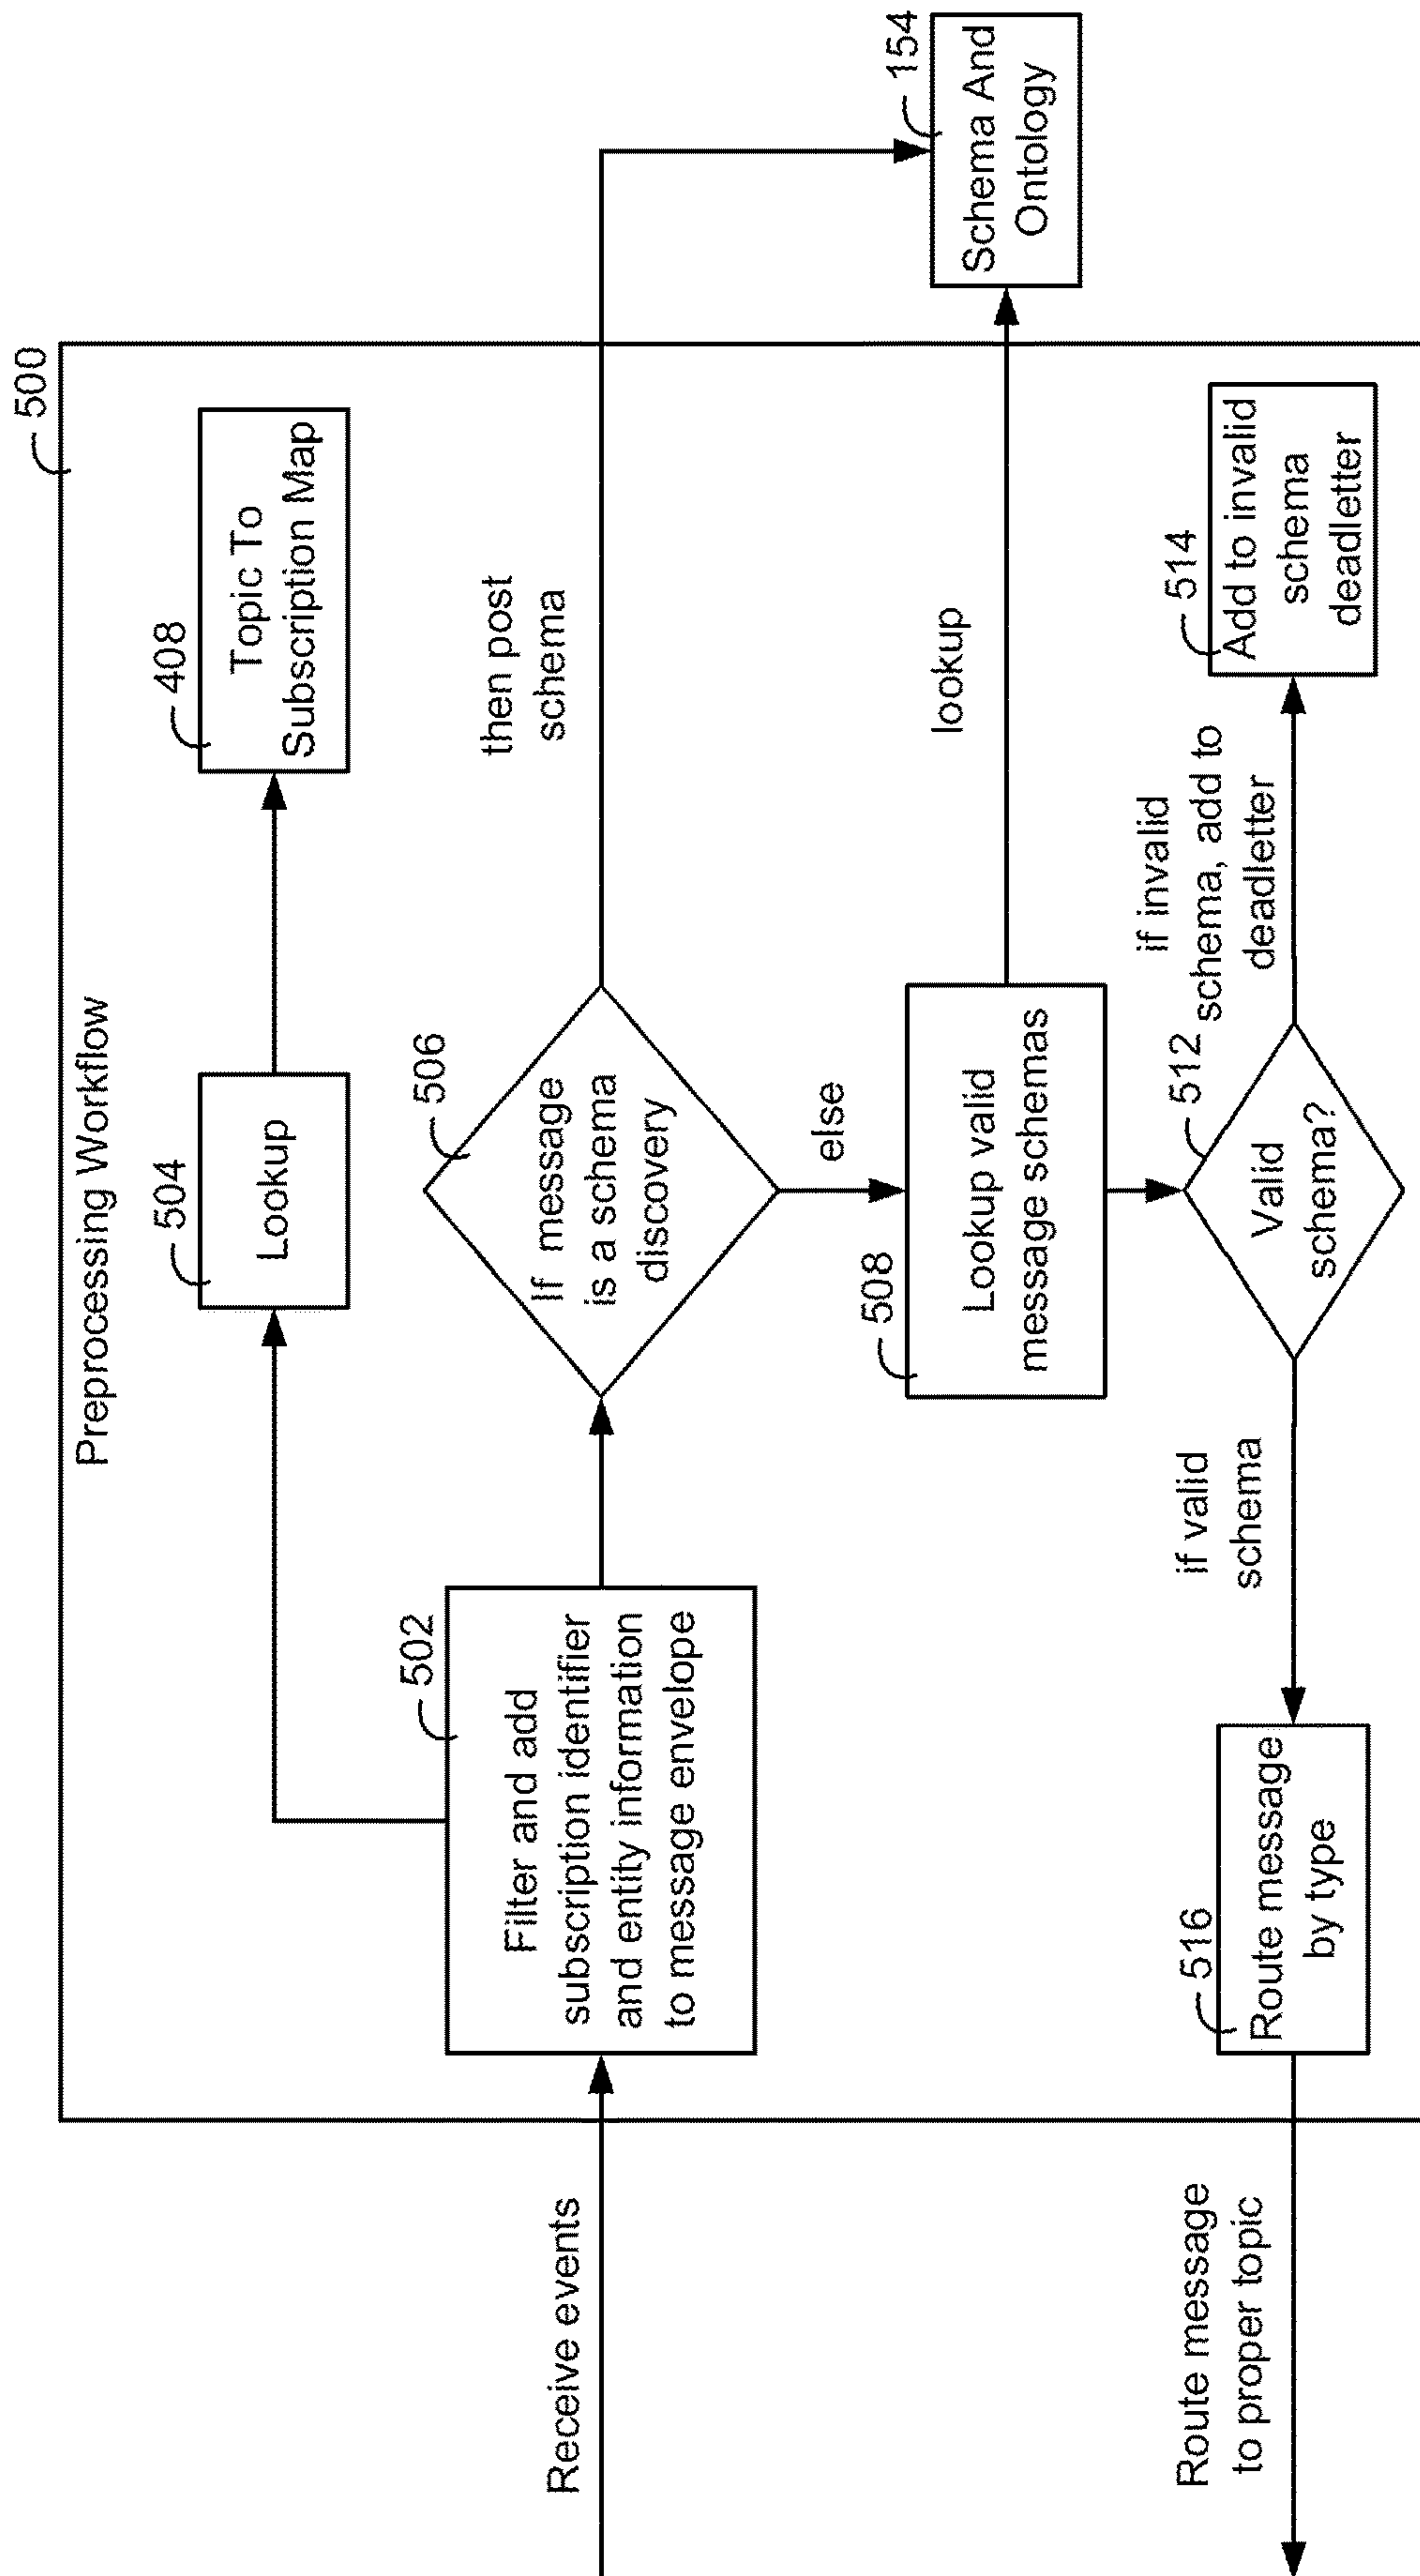 500
Preprocessing Workflow
504
Lookup
408
Topic To
Subscription Map
Receive events
502
Filter and add
subscription identifier
and entity information
to message envelope
506
If message
is a schema
discovery
then post
schema
154
Schema And
Ontology
else
508
Lookup valid
message schemas
lookup
Route message
to proper topic
516
Route message
by type
if valid
schema
512
Valid
schema?
if invalid
schema, add to
deadletter
514
Add to invalid
schema
deadletter